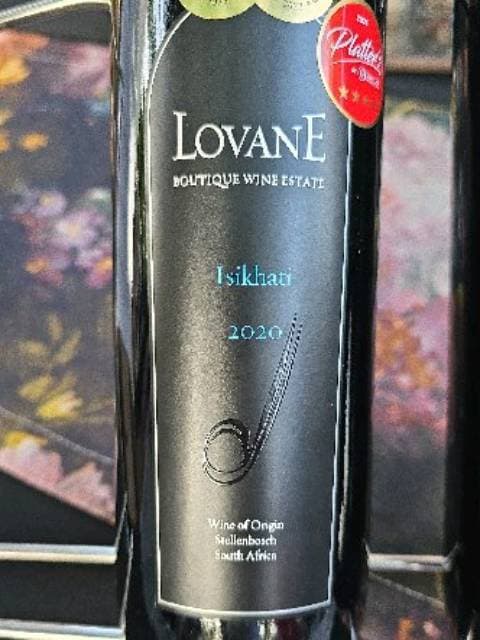 Platter's
LOVANE
BOUTIQUE WINE ESTATE
Isikhati
2020
Wine of Origin
Stellenbosch
South Africa